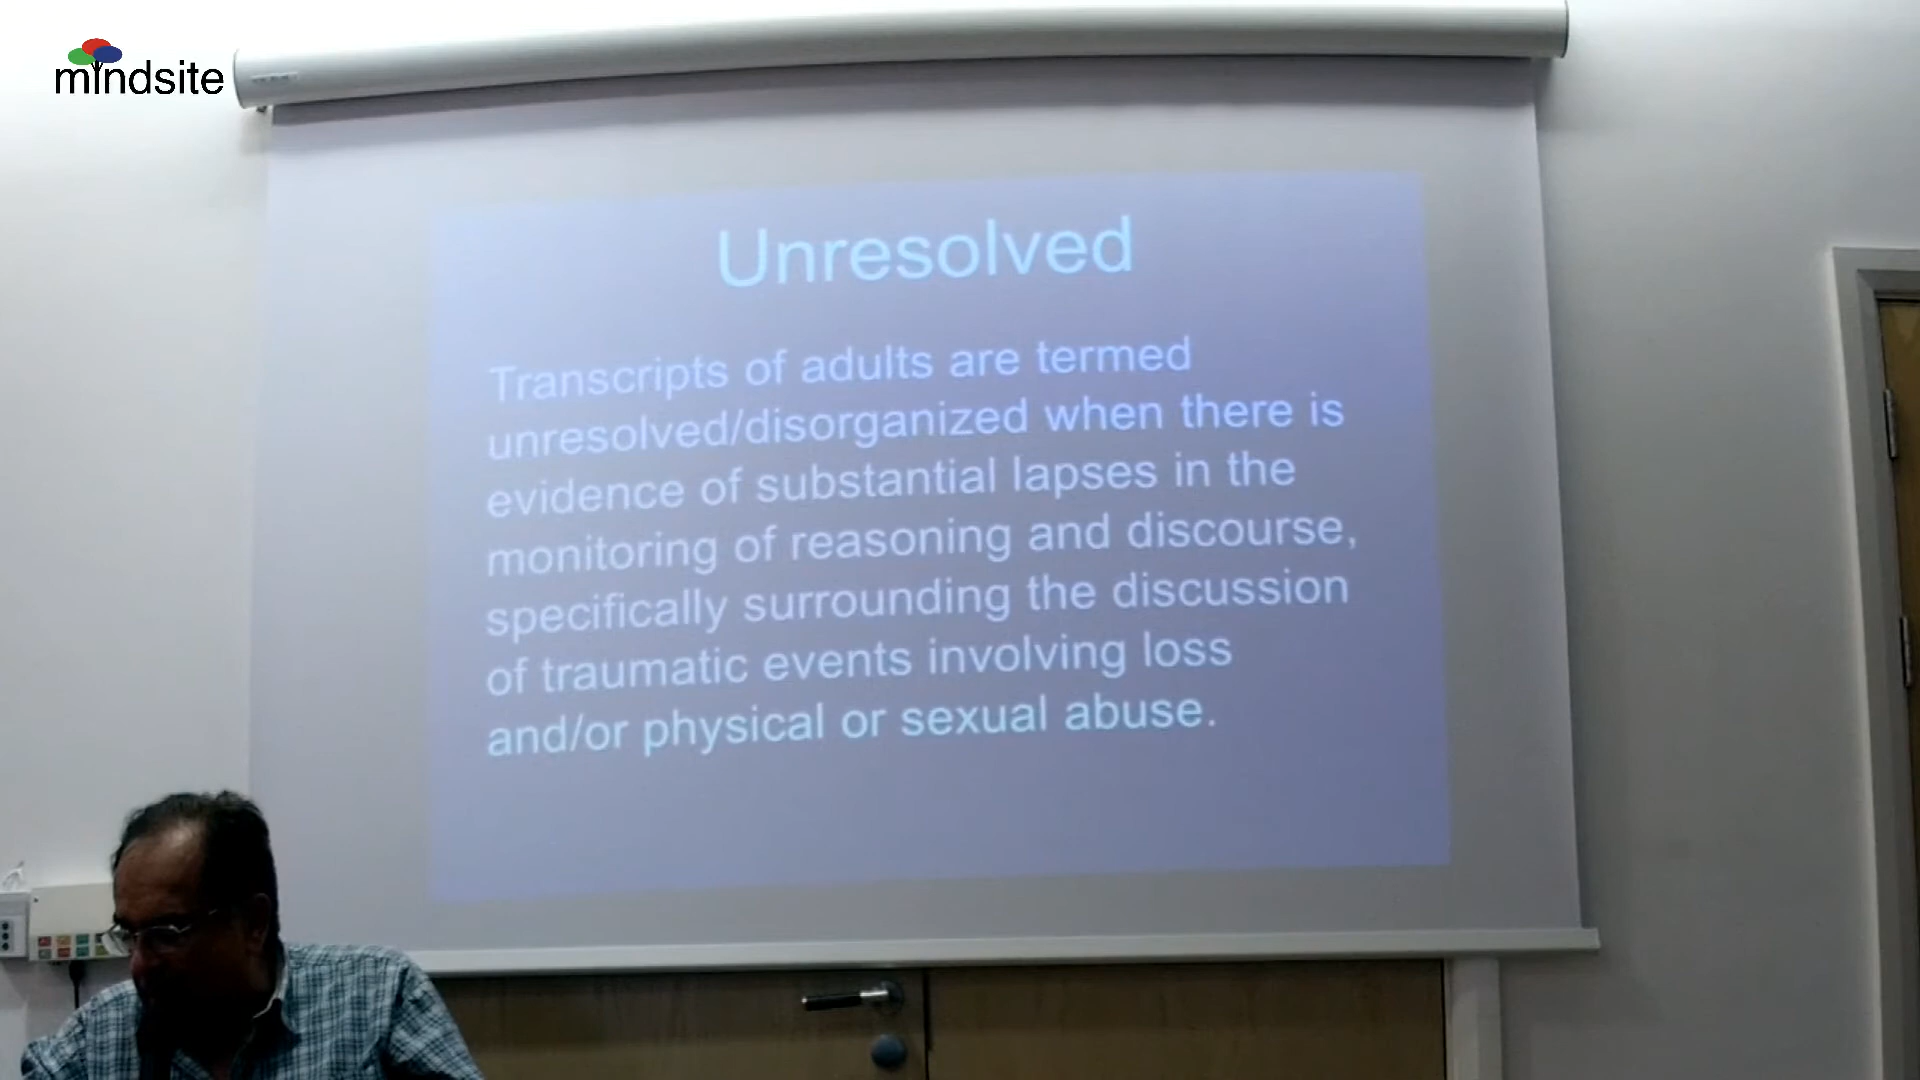 mindsite
Unresolved
Transcripts of adults are termed
unresolved/disorganized when there is
evidence of substantial lapses in the
monitoring of reasoning and discourse,
specifically surrounding the discussion
of traumatic events involving loss
and/or physical or sexual abuse.